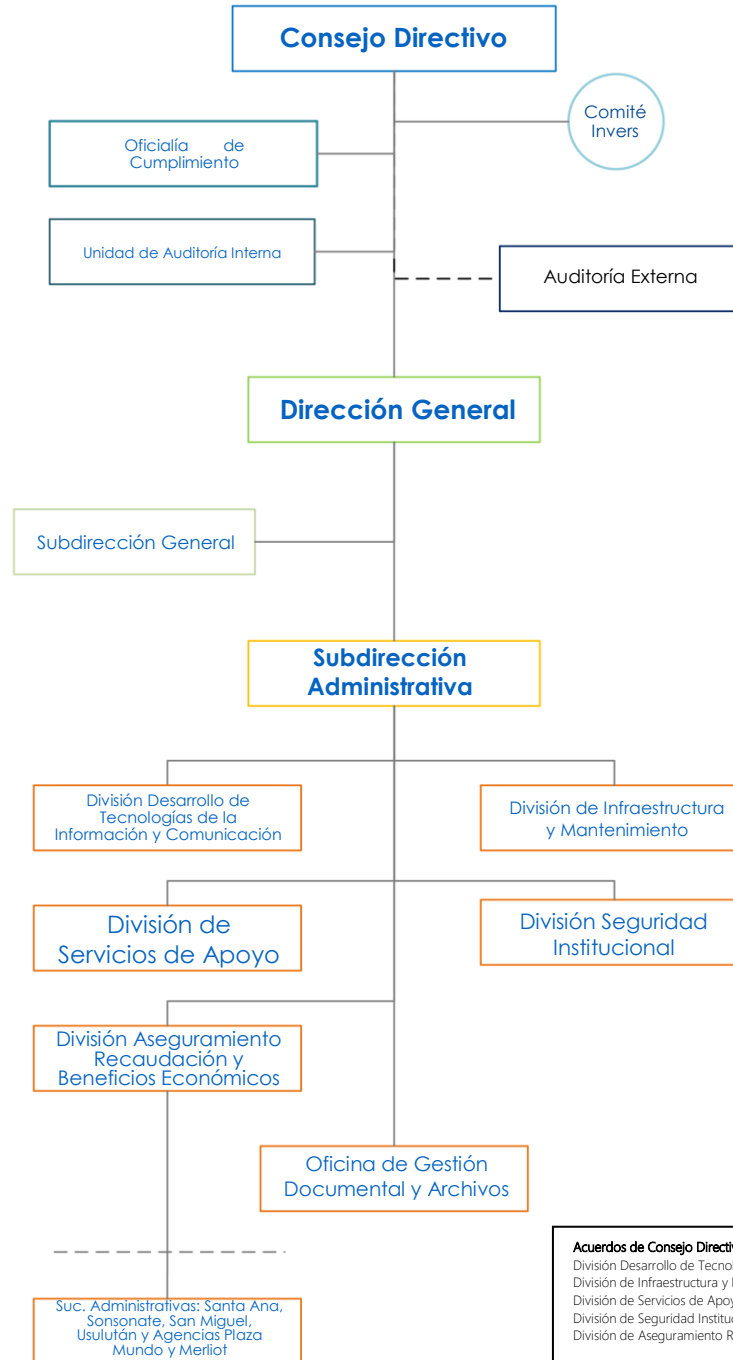 Consejo Directivo
Comité
Invers
Oficialía de
Cumplimiento
Unidad de Auditoría Interna
Auditoría Externa
Dirección General
Subdirección General
Subdirección
Administrativa
División Desarrollo de
Tecnologías de la
Información y Comunicación
División de Infraestructura
y Mantenimiento
División de
Servicios de Apoyo
División Seguridad
Institucional
División Aseguramiento
Recaudación y
Beneficios Económicos
Oficina de Gestión
Documental y Archivos
Suc. Administrativas: Santa Ana,
Sonsonate, San Miguel,
Usulután y Agencias Plaza
Mundo y Merliot
Acuerdos de Consejo
División Desarrollo de
División de Infraestructura y
División de Servicios de
División de Seguridad
División de Aseguramiento